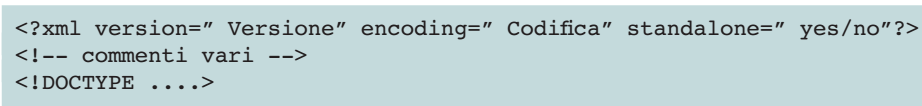 <?xml version=” Versione” encoding=” Codifica” standalone=” yes/no”?>
<!-- commenti vari -->
<!DOCTYPE ....>